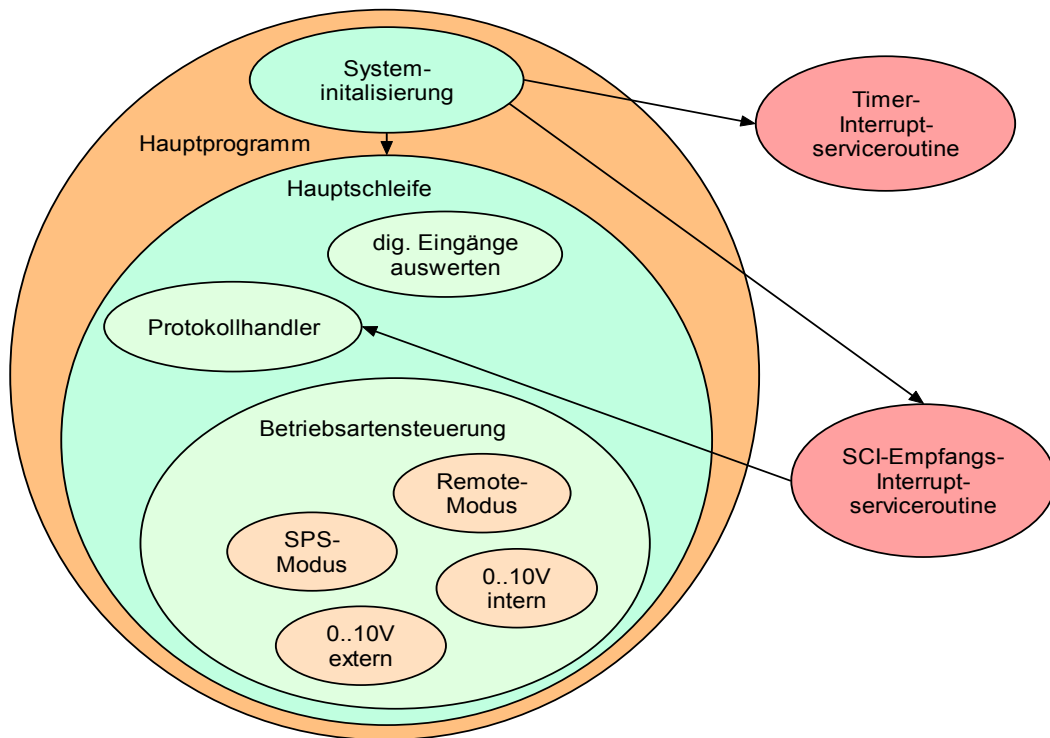 System-
initalisierung
Timer-
Interrupt-
serviceroutine
Hauptprogramm
Hauptschleife
dig. Eingänge
auswerten
Protokollhandler
Betriebsartensteuerung
SCI-Empfangs-
Interrupt-
serviceroutine
Remote-
Modus
SPS-
Modus
0..10V
intern
0..10V
extern